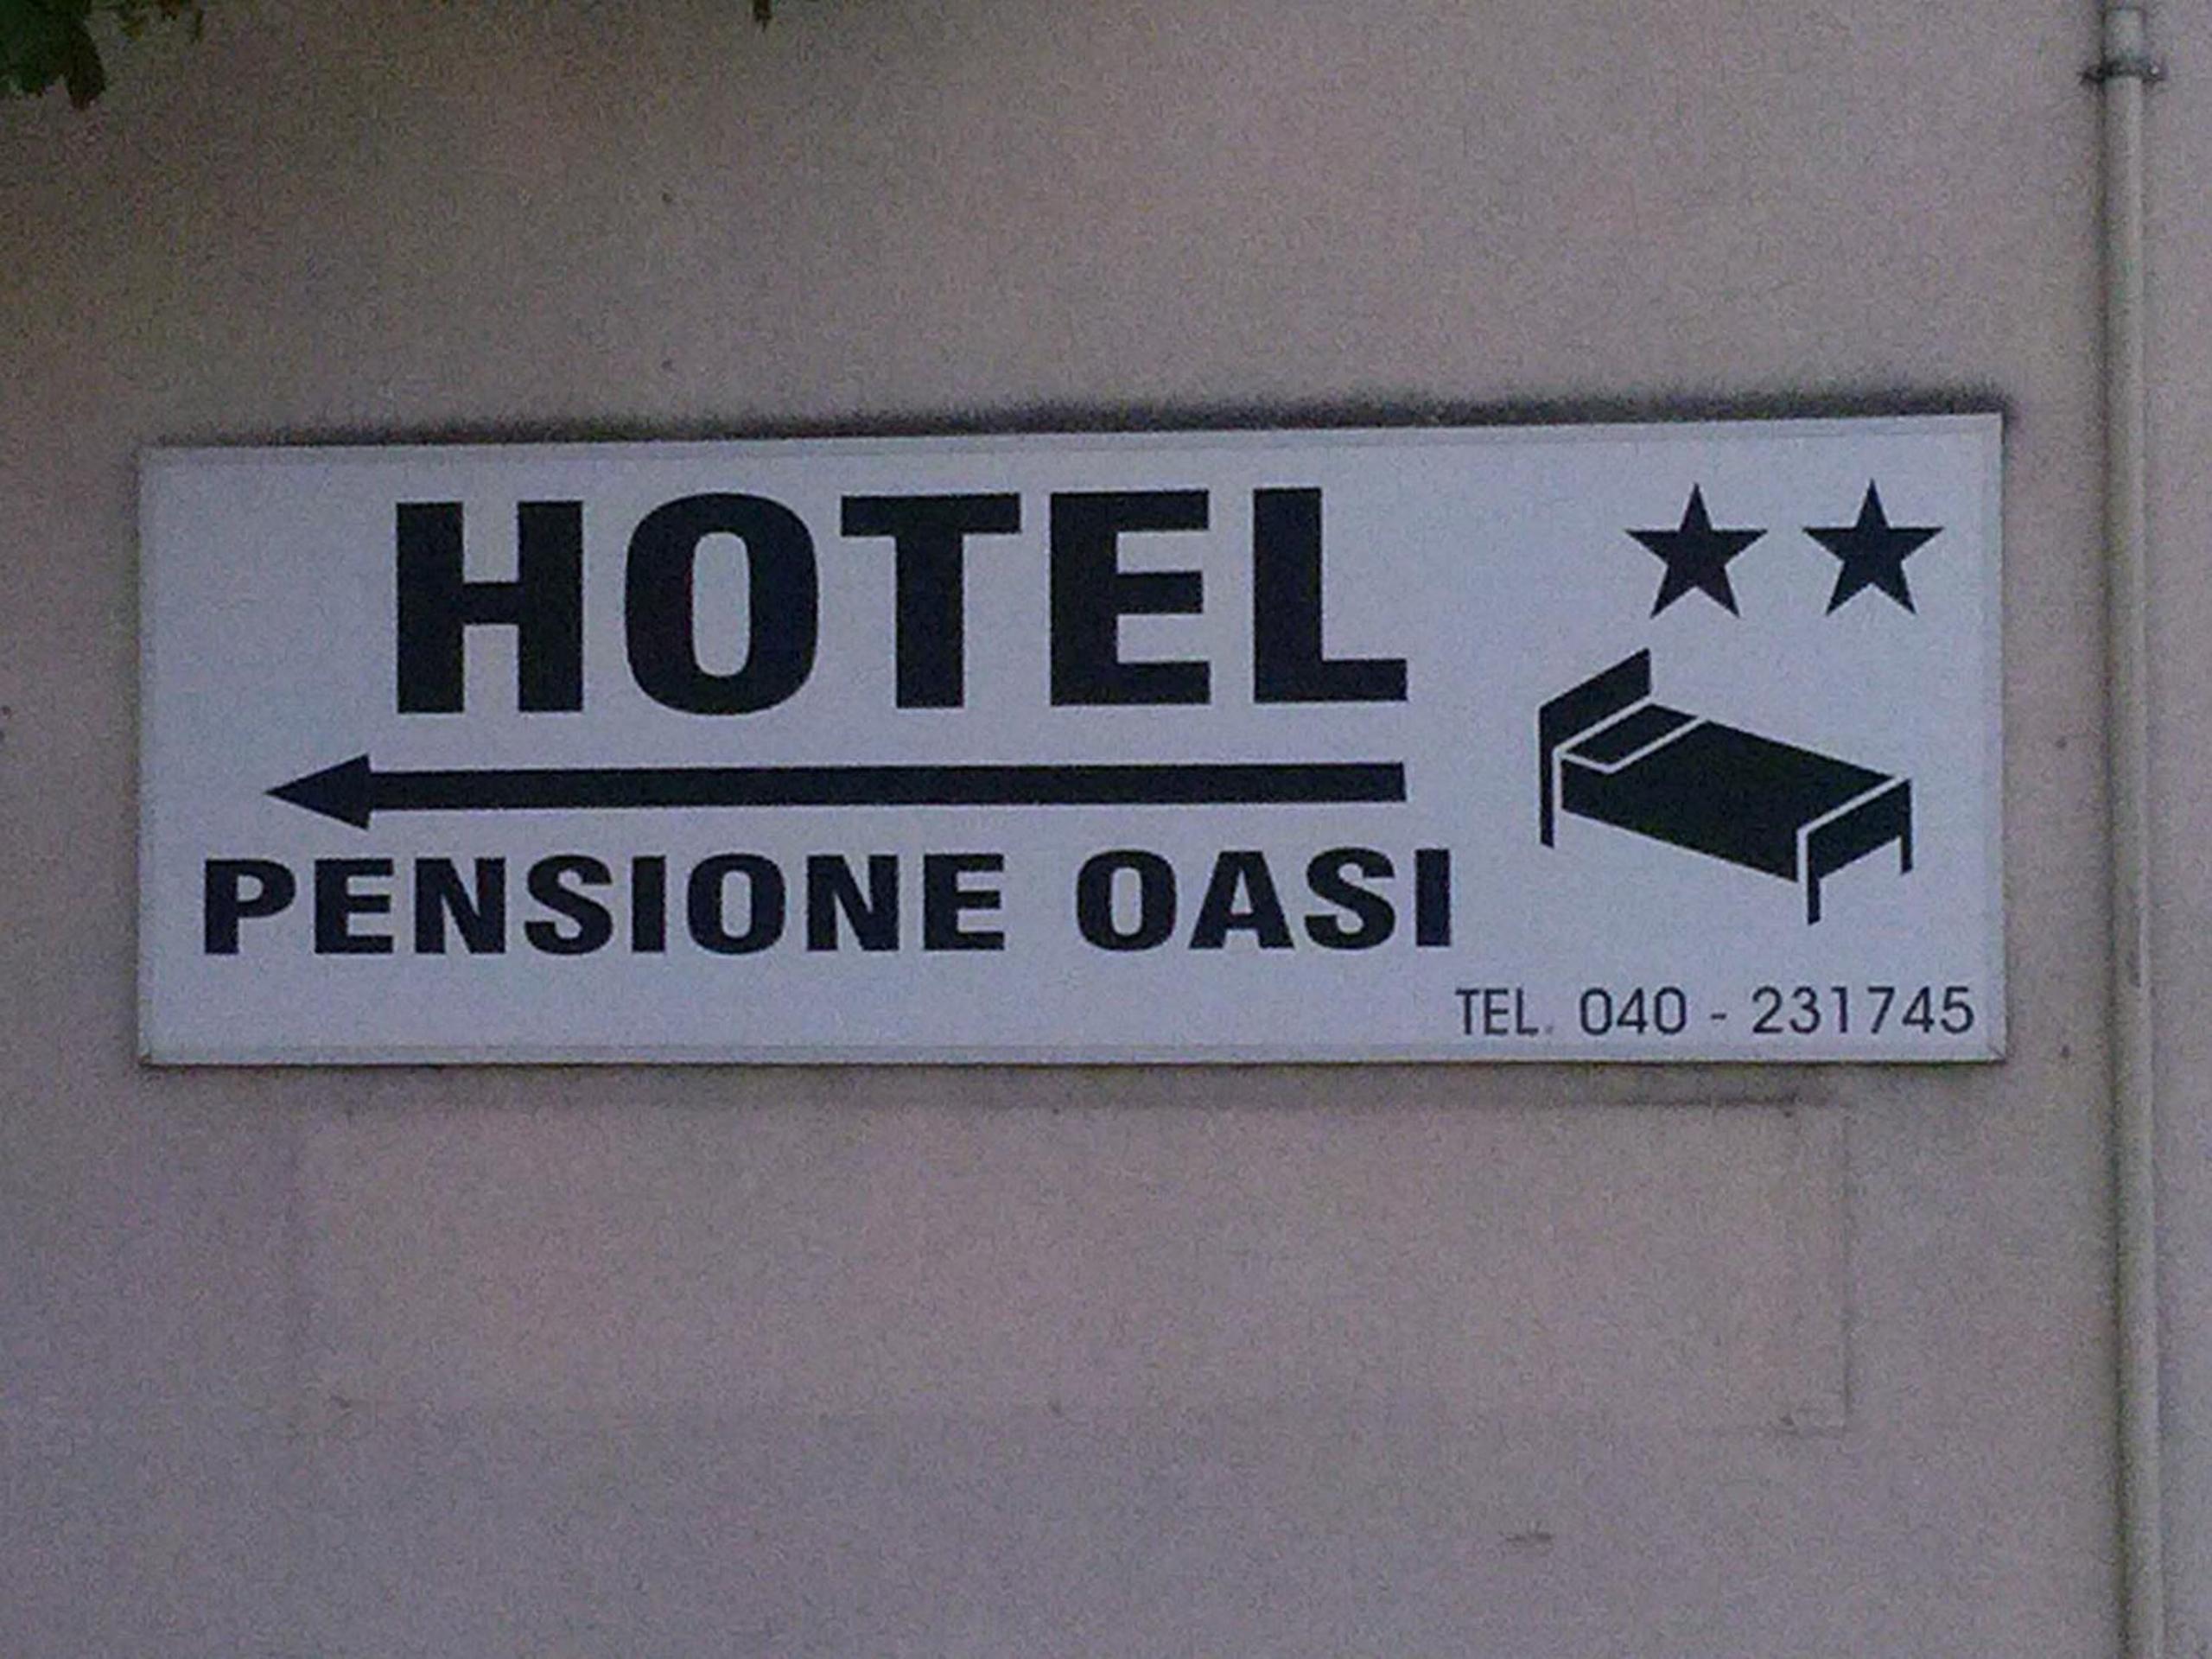 HOTEL
PENSIONE OASI
TEL. 040 - 231745